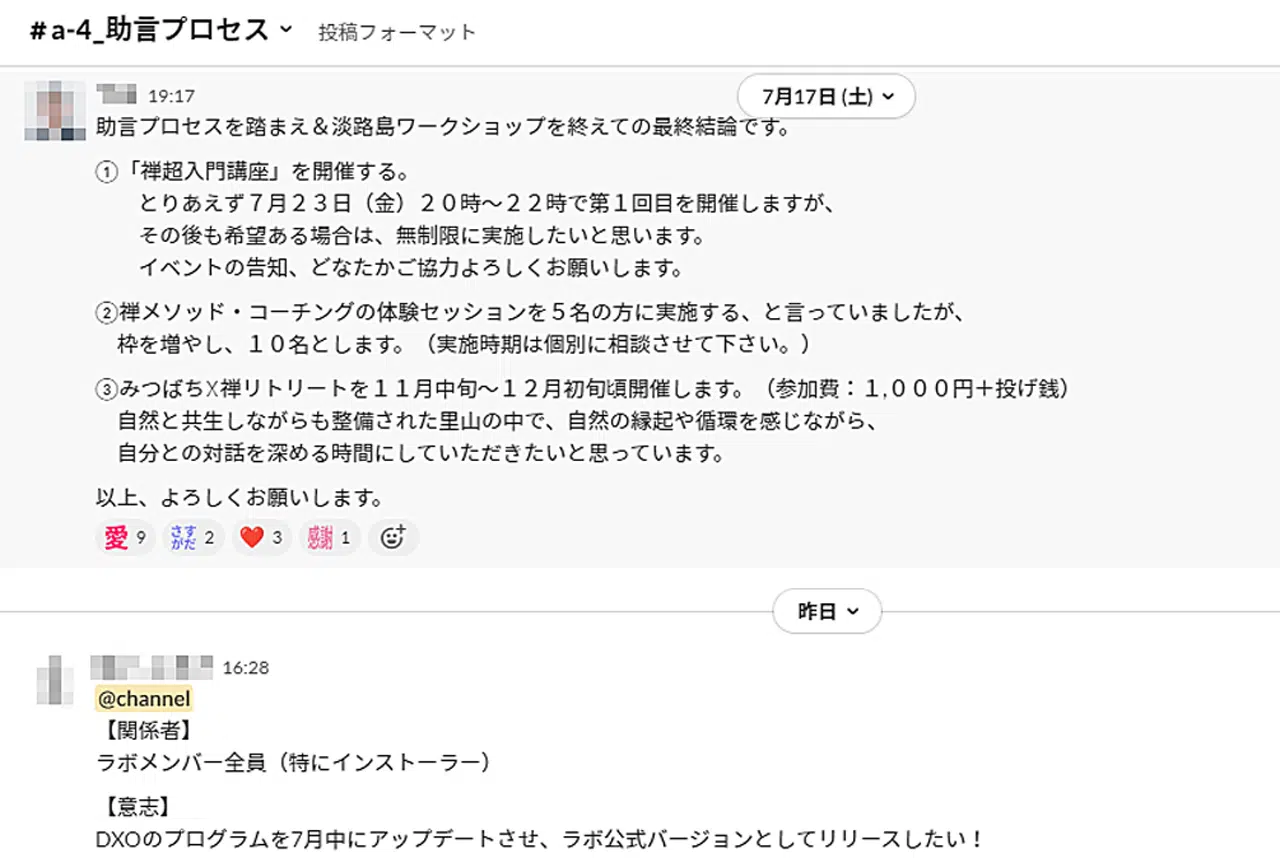 #a-4_助言プロセス 投稿フォーマット
19:17
7月17日 (土)
助言プロセスを踏まえ＆淡路島ワークショップを終えての最終結論です。
①「禅超入門講座」を開催する。
とりあえず７月２３日（金）２０時～２２時で第１回目を開催しますが、
その後も希望ある場合は、無制限に実施したいと思います。
イベントの告知、どなたかご協力よろしくお願いします。
②禅メソッド・コーチングの体験セッションを５名の方に実施する、と言っていましたが、
枠を増やし、１０名とします。（実施時期は個別に相談させて下さい。）
③みつばちX禅リトリートを１１月中旬～１２月初旬頃開催します。（参加費：１,０００円＋投げ銭）
自然と共生しながらも整備された里山の中で、自然の縁起や循環を感じながら、
自分との対話を深める時間にしていただきたいと思っています。
以上、よろしくお願いします。
愛 9 さすがだ 2 3 感謝 1
昨日
16:28
@channel
【関係者】
ラボメンバー全員（特にインストーラー）
【意志】
DXOのプログラムを7月中にアップデートさせ、ラボ公式バージョンとしてリリースしたい！